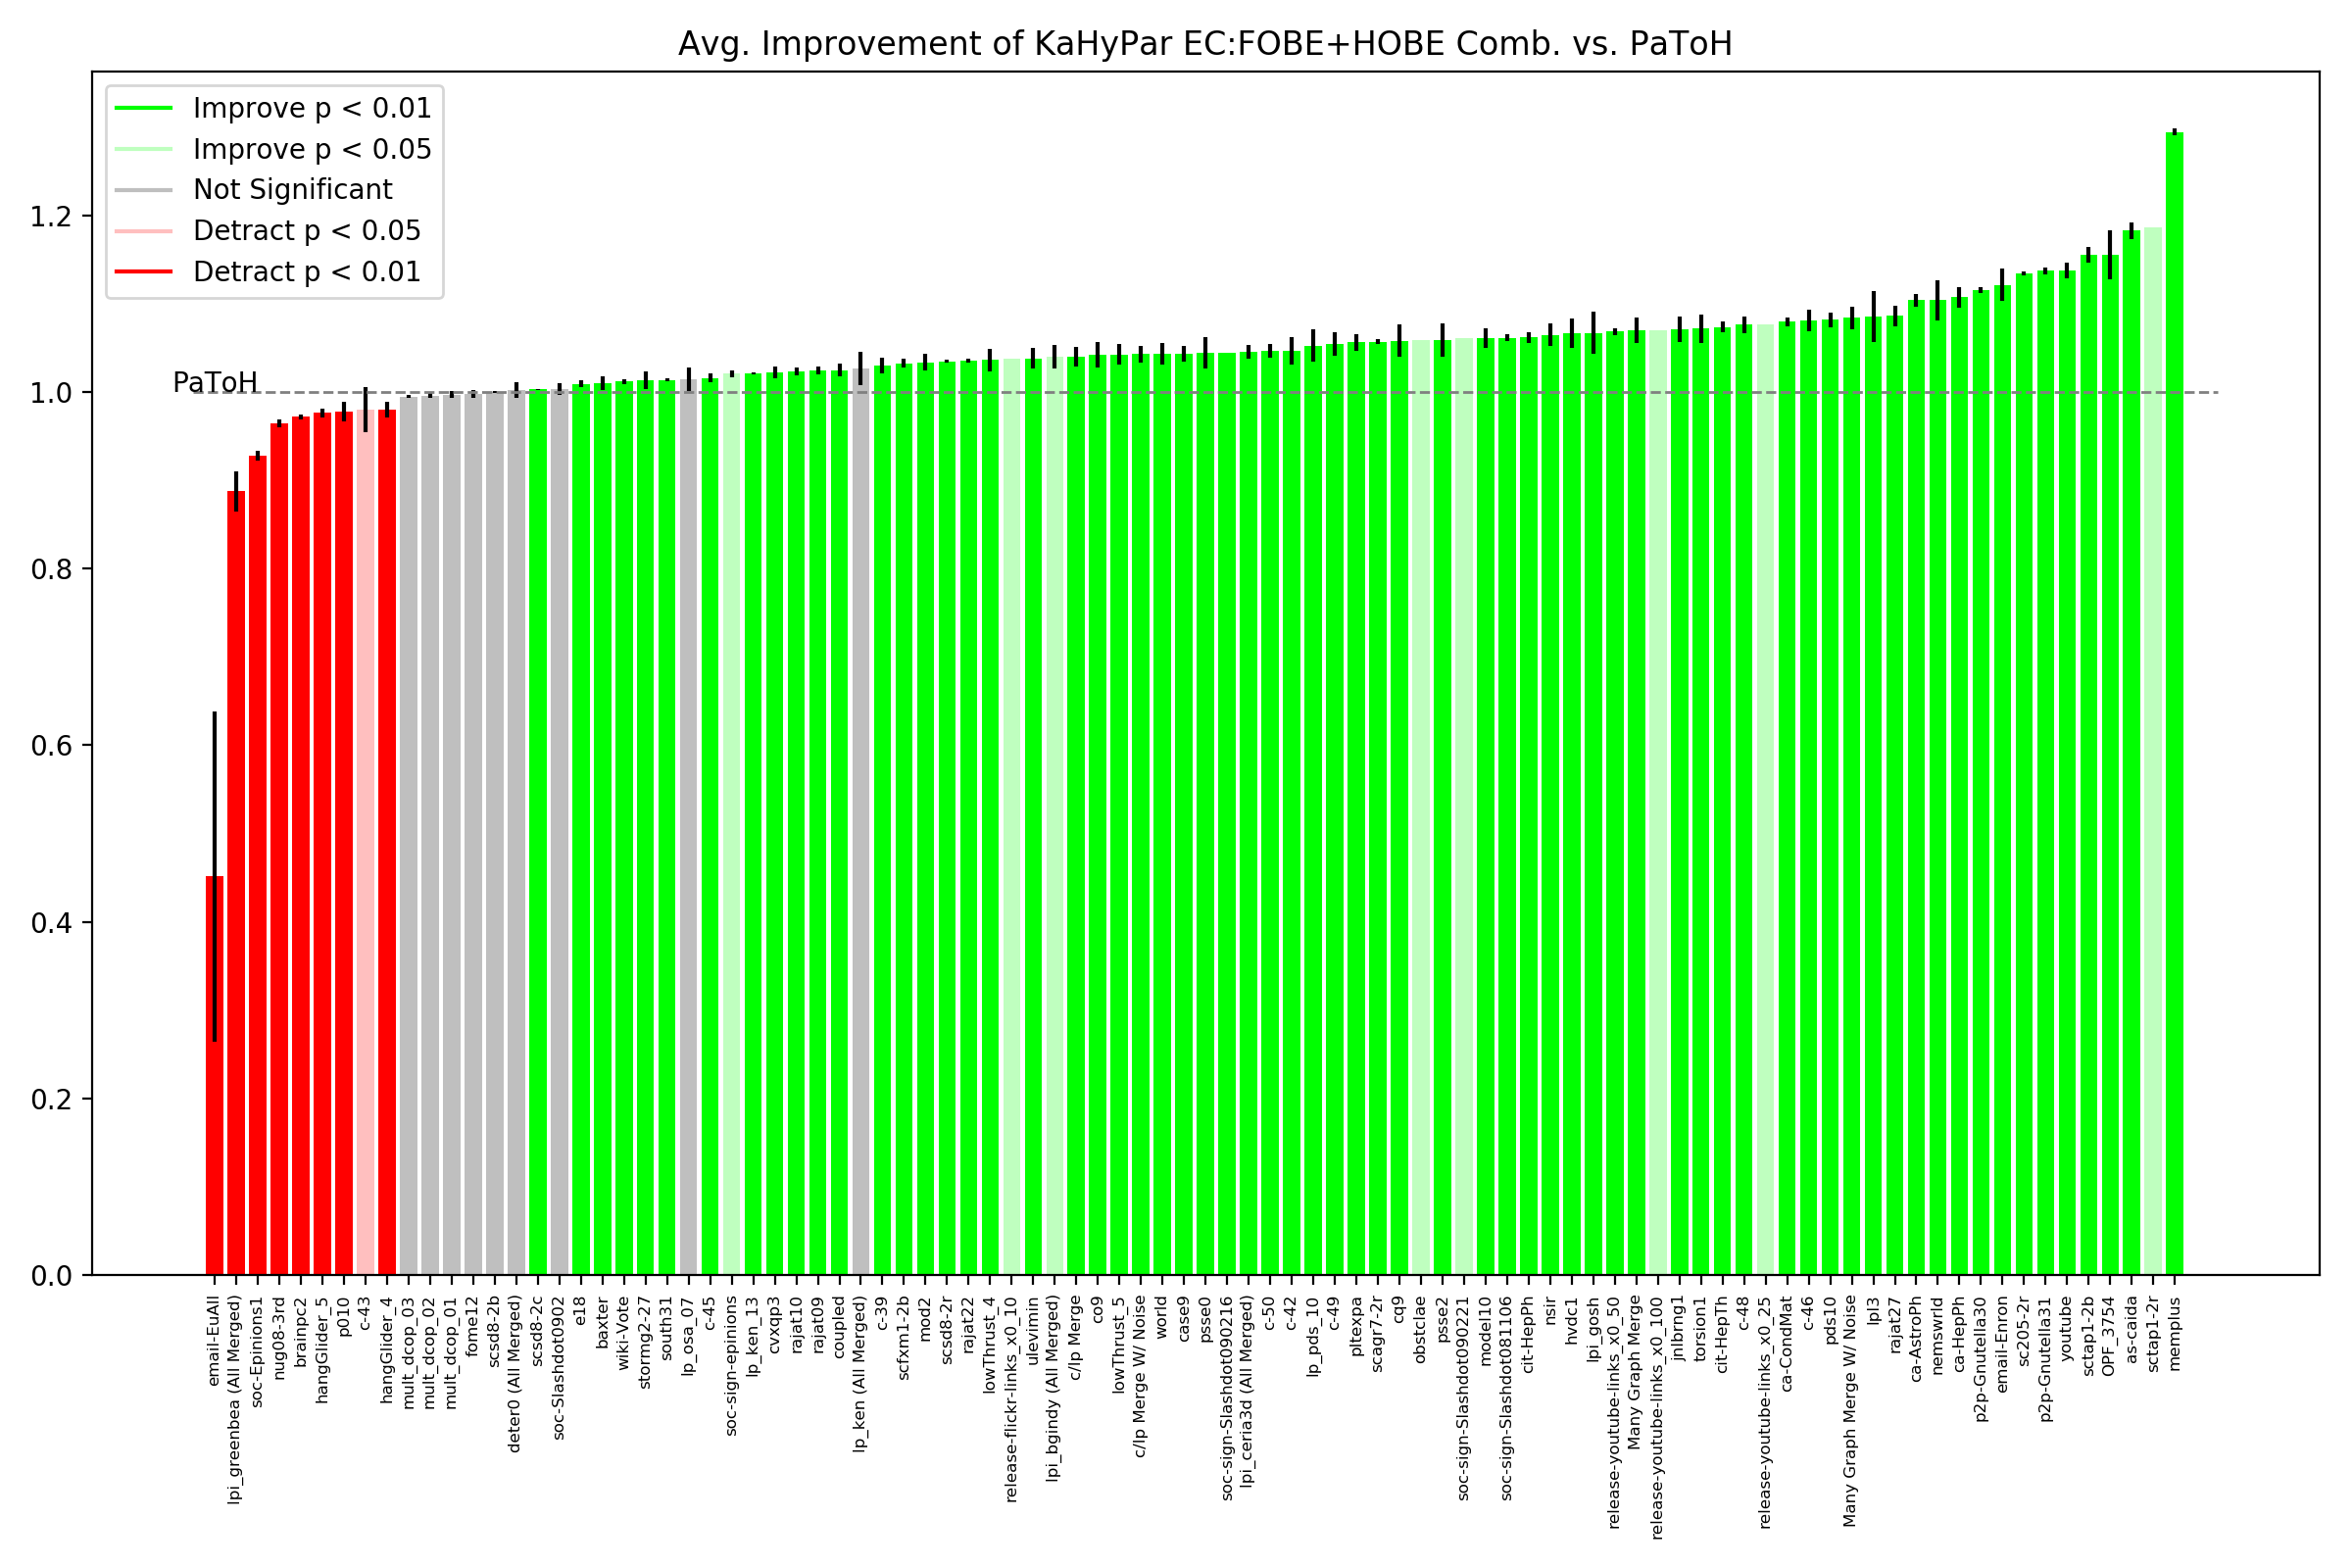 Avg. Improvement of KaHyPar EC:FOBE+HOBE Comb. vs. PaToH
Improve p < 0.01
Improve p < 0.05
Not Significant
Detract p < 0.05
Detract p < 0.01
1.2
1.0
0.8
0.6
0.4
0.2
0.0
PaToH
email-EuAll
lpi_greenbea (All Merged)
soc-Epinions1
nug08-3rd
brainpc2
hangGlider_5
p010
c-43
hangGlider_4
mult_dcop_03
mult_dcop_02
mult_dcop_01
fome12
scsd8-2b
deter0 (All Merged)
scsd8-2c
soc-Slashdot0902
e18
baxter
wiki-Vote
stormg2-27
south31
lp_osa_07
c-45
soc-sign-epinions
lp_ken_13
cvxqp3
rajat10
rajat09
coupled
lp_ken (All Merged)
c-39
scfxm1-2b
mod2
scsd8-2r
rajat22
lowThrust_4
release-flickr-links_x0_10
ulevimin
lpi_bgindy (All Merged)
c/lp Merge
co9
lowThrust_5
c/lp Merge W/ Noise
world
case9
psse0
soc-sign-Slashdot090216
lpi_ceria3d (All Merged)
c-50
c-42
lp_pds_10
c-49
pltexpa
scagr7-2r
cq9
obstclae
psse2
soc-sign-Slashdot090221
model10
soc-sign-Slashdot081106
cit-HepPh
nsir
hvdc1
lpi_gosh
release-youtube-links_x0_50
Many Graph Merge
release-youtube-links_x0_100
jnlbrng1
torsion1
cit-HepTh
c-48
release-youtube-links_x0_25
ca-CondMat
c-46
pds10
Many Graph Merge W/ Noise
lpl3
rajat27
ca-AstroPh
nemswrld
ca-HepPh
p2p-Gnutella30
email-Enron
sc205-2r
p2p-Gnutella31
youtube
sctap1-2b
OPF_3754
as-caida
sctap1-2r
memplus